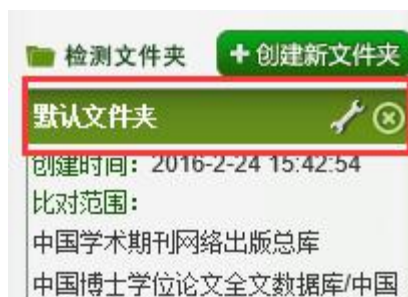 检测文件夹 + 创建新文件夹
默认文件夹
创建时间：2016-2-24 15:42:54
比对范围：
中国学术期刊网络出版总库
中国博士学位论文全文数据库/中国